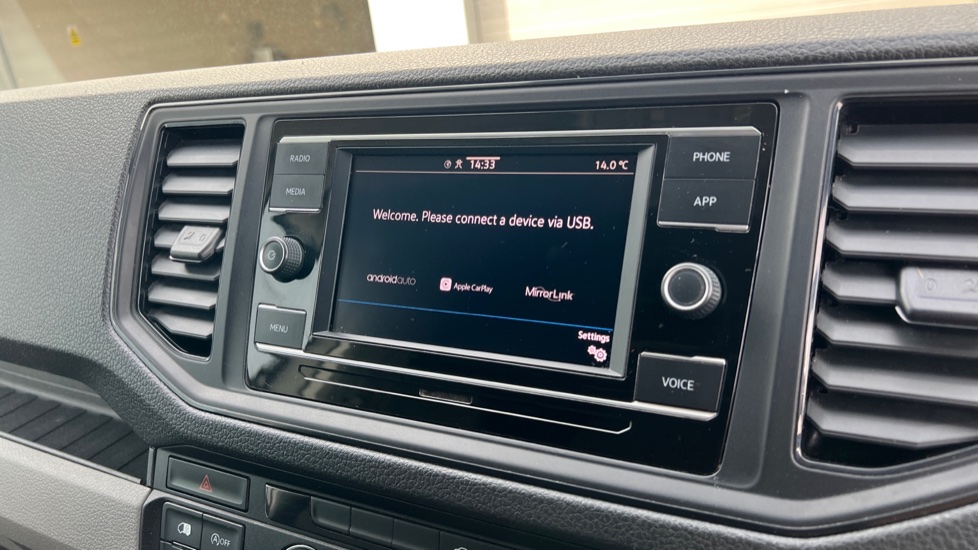 14:33
14.0 °C
RADIO
MEDIA
PHONE
APP
Welcome. Please connect a device via USB.
androidauto
Apple CarPlay
MirrorLink
Settings
MENU
VOICE
OFF